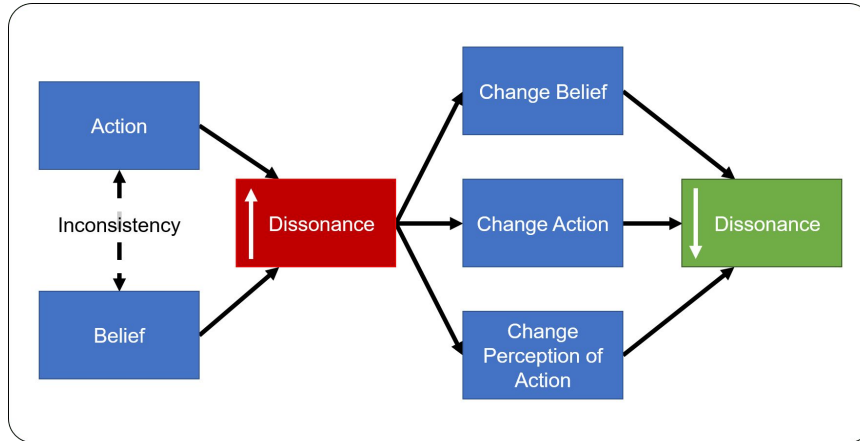 Action
Inconsistency
Belief
Dissonance
Change Belief
Change Action
Change
Perception of
Action
Dissonance